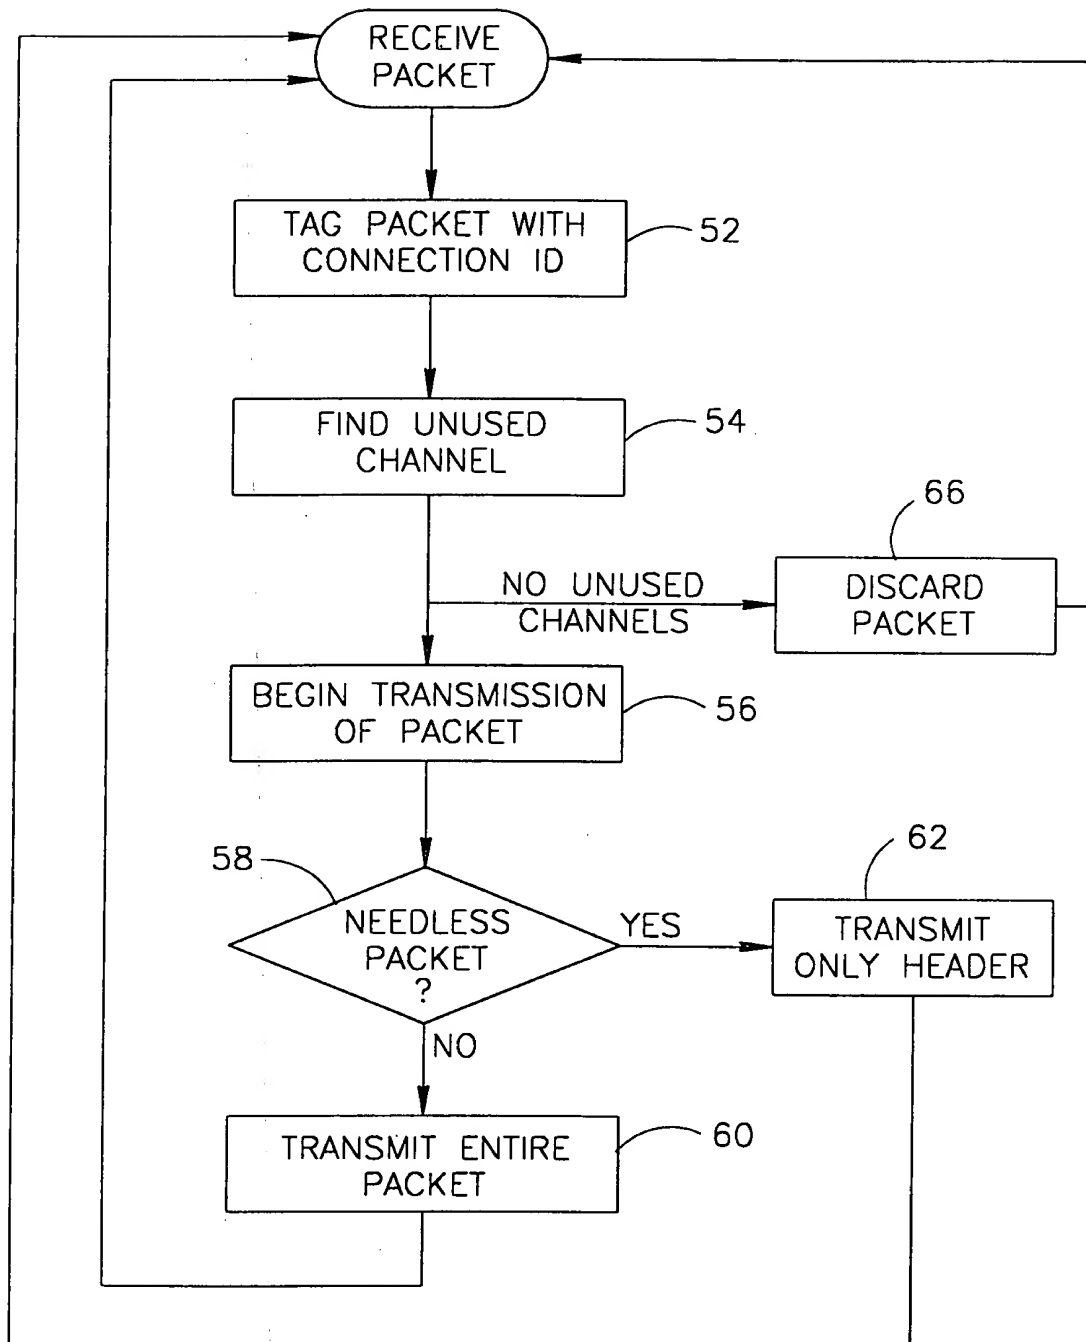 RECEIVE
PACKET
TAG PACKET WITH
CONNECTION ID
52
FIND UNUSED
CHANNEL
54
66
NO UNUSED
CHANNELS
DISCARD
PACKET
BEGIN TRANSMISSION
OF PACKET
56
58
NEEDLESS
PACKET
?
YES
62
TRANSMIT
ONLY HEADER
NO
TRANSMIT ENTIRE
PACKET
60